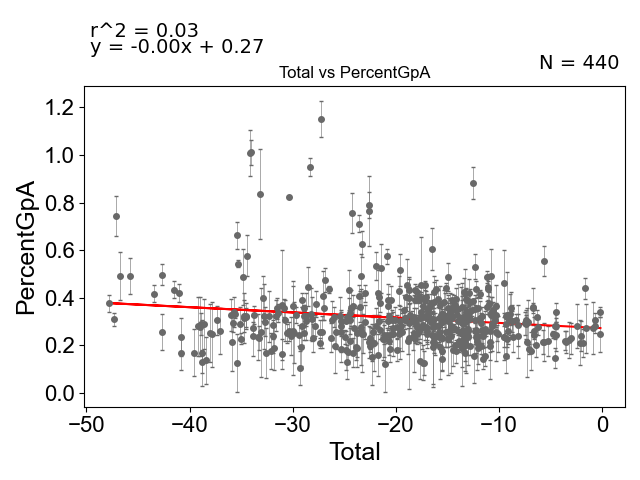 r^2 = 0.03
y = -0.00x + 0.27
N = 440
Total vs PercentGpA
PercentGpA
1.2
1.0
0.8
0.6
0.4
0.2
0.0
−50 −40 −30 −20 −10 0
Total